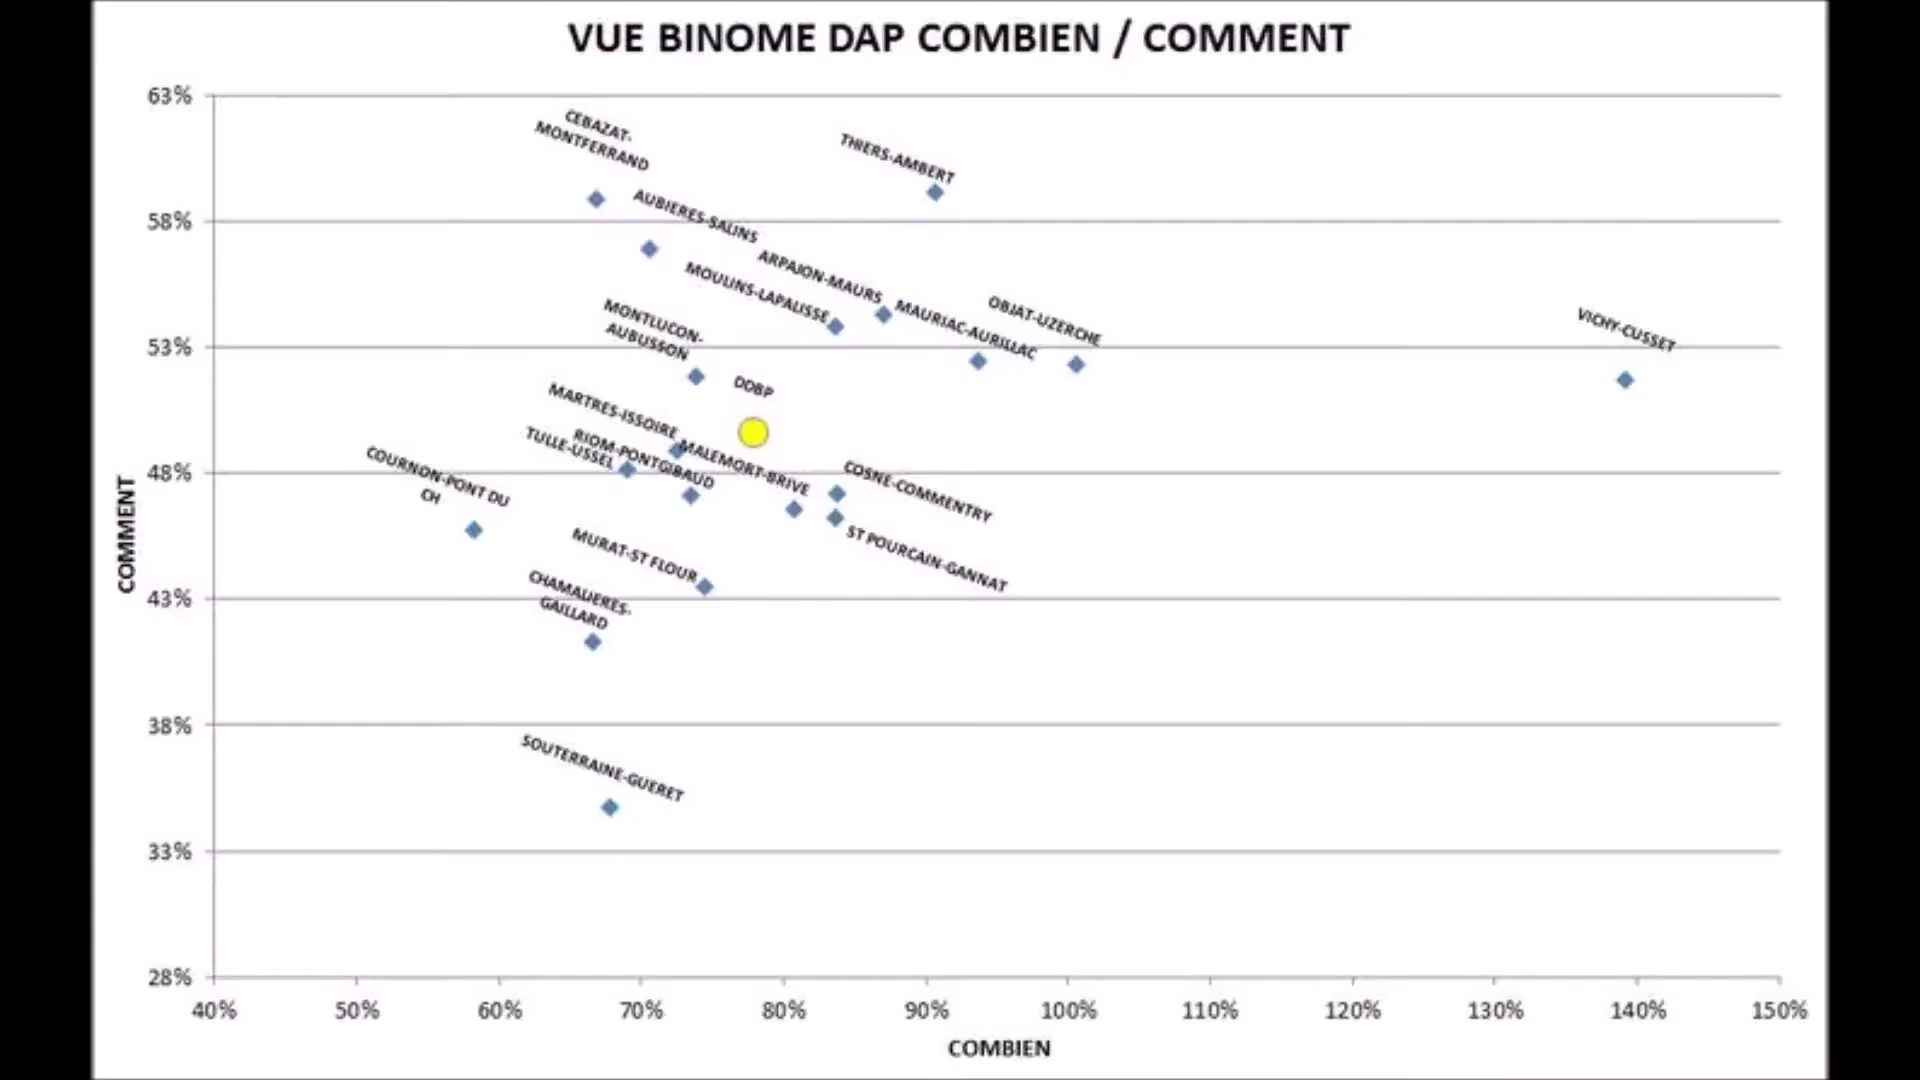 VUE BINOME DAP COMBIEN / COMMENT
63%
CEBAZAT-
MONTFERRAND
THIERS-AMBERT
AUBIERES-SALINS
58%
ARPAJON-MAURS
MOULINS-LAPALISSE
MONTLUCON-
AUBUSSON
MAURIAC-AURILLAC
OBJAT-UZERCHE
VICHY-CUSSET
53%
DDBP
MARTRES-ISSOIRE
RIOM-PONTGIBAUD
TULLE-USSEL
MALEMORT-BRIVE
COURNON-PONT DU
CH
COSNE-COMMENTRY
48%
ST POURCAIN-GANNAT
MURAT-ST FLOUR
CHAMALIERES-
GAILLARD
COMMENT
43%
38%
SOUTERRAINE-GUERET
33%
28%
40% 50% 60% 70% 80% 90% 100% 110% 120% 130% 140% 150%
COMBIEN